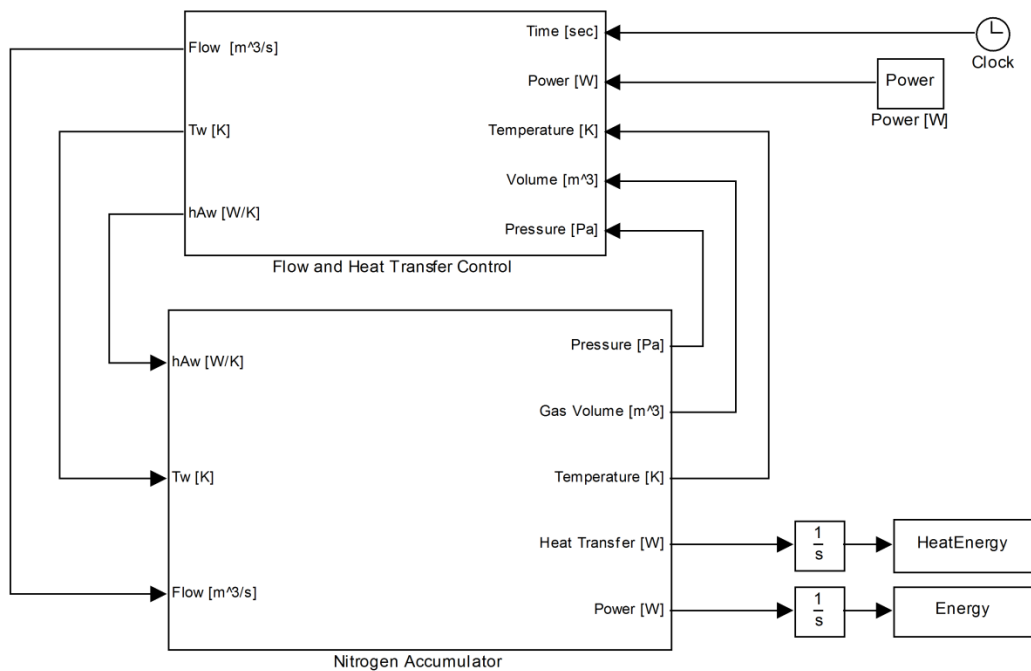 Flow  [m^3/s]
Time [sec]
Clock
Power [W]
Power
Power [W]
Tw [K]
Temperature [K]
Volume [m^3]
hAw [W/K]
Pressure [Pa]
Flow and Heat Transfer Control
hAw [W/K]
Pressure [Pa]
Gas Volume [m^3]
Tw [K]
Temperature [K]
Heat Transfer [W]
1
s
HeatEnergy
Flow [m^3/s]
Power [W]
1
s
Energy
Nitrogen Accumulator